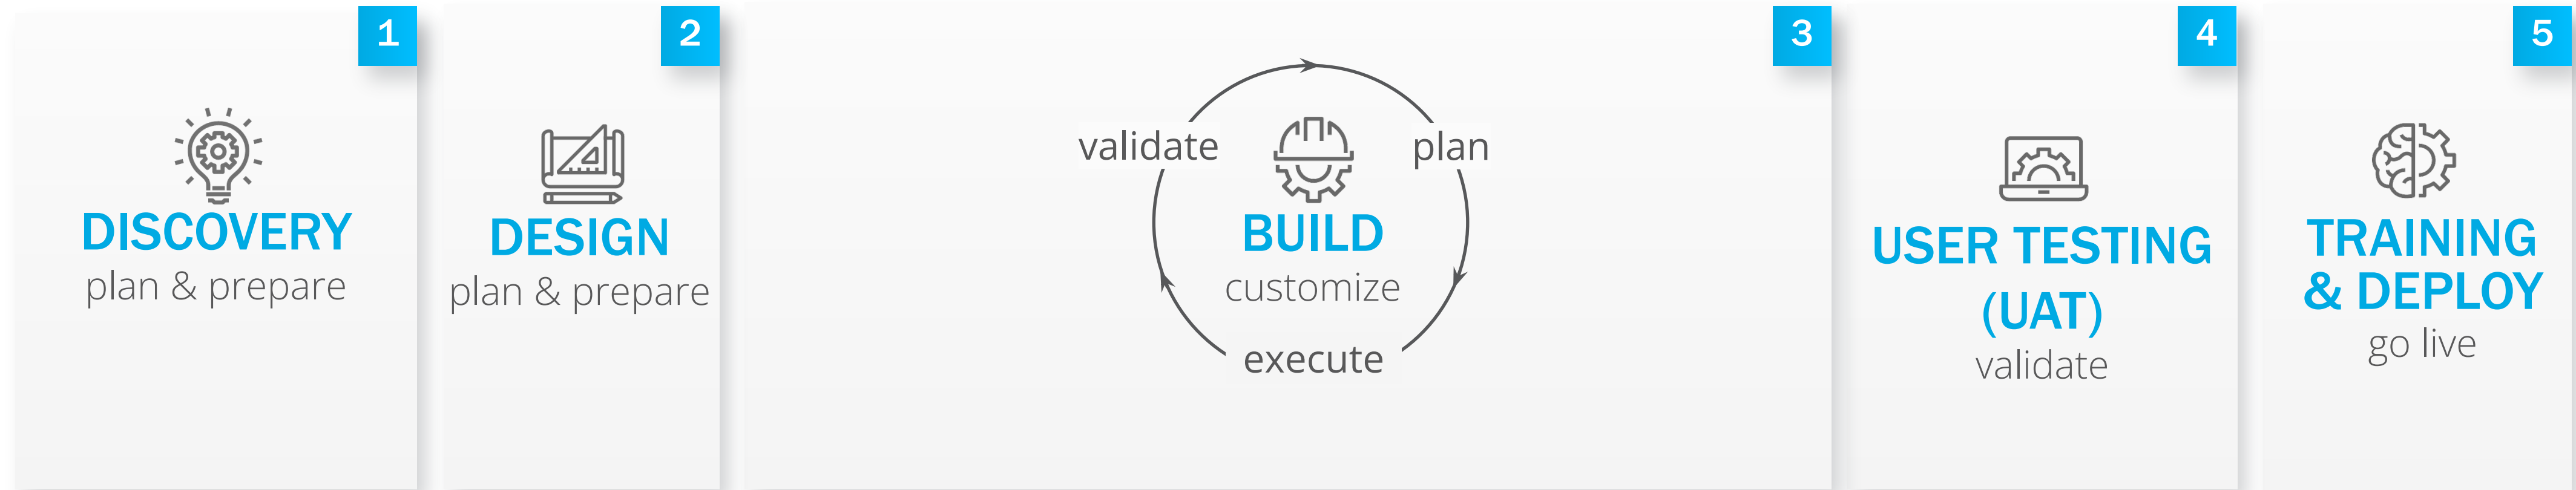 1
DISCOVERY
plan & prepare
2
DESIGN
plan & prepare
3
validate
plan
BUILD
customize
execute
4
USER TESTING
(UAT)
validate
5
TRAINING
& DEPLOY
go live